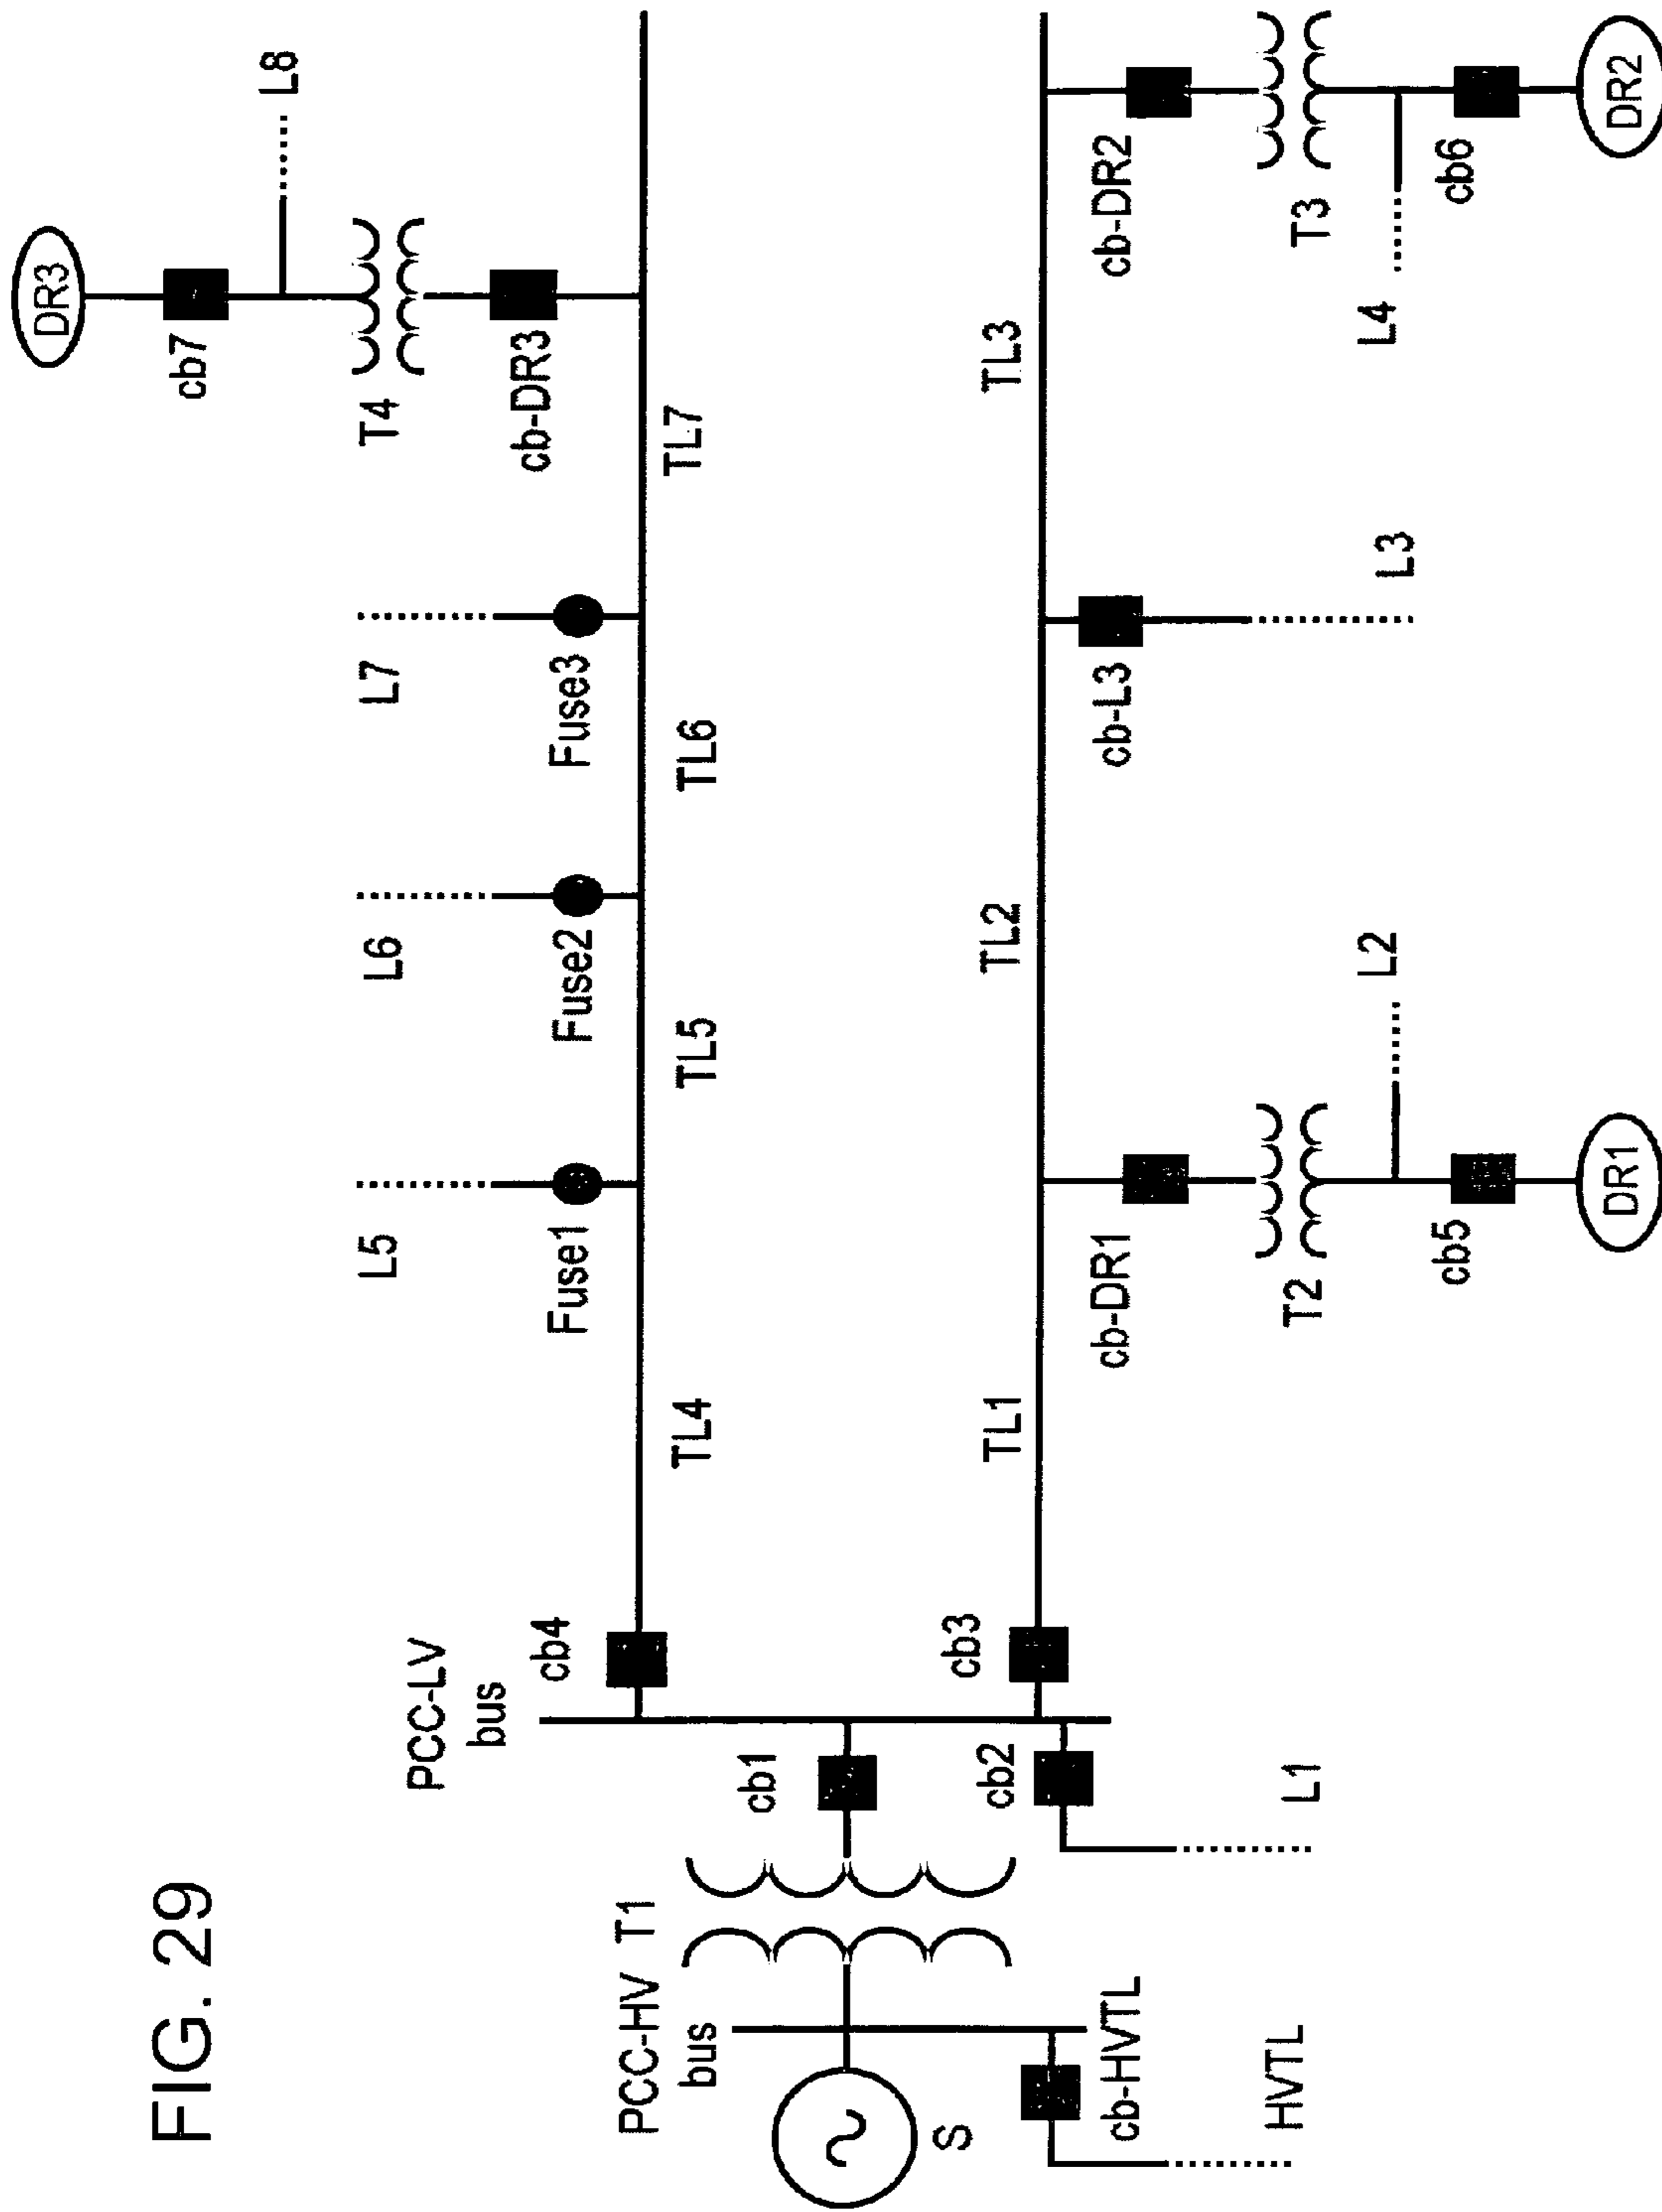 FIG. 29
PCC-HV
bus
T1
S
cb-HVTL
HVTL
PCC-LV
bus
cb1
cb2
L1
cb4
cb3
TL4
L5
Fuse1
TL5
L6
Fuse2
TL6
L7
Fuse3
TL7
cb-DR3
T4
cb7
L8
DR3
TL1
cb-DR1
T2
cb5
L2
DR1
TL2
cb-L3
L3
TL3
cb-DR2
T3
L4
cb6
DR2